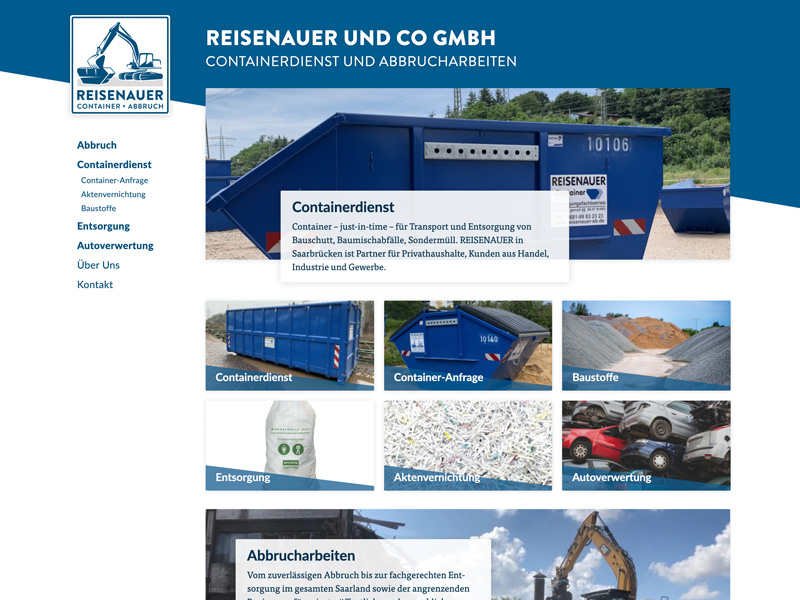 REISENAUER
CONTAINER • ABBRUCH
REISENAUER UND CO GMBH
CONTAINERDIENST UND ABBRUCHARBEITEN
Abbruch
Containerdienst
Container-Anfrage
Aktenvernichtung
Baustoffe
Entsorgung
Autoverwertung
Über Uns
Kontakt
10106
REISENAUER
Containerdienst
Container – just-in-time – für Transport und Entsorgung von
Bauschutt, Baumischabfälle, Sondermüll. REISENAUER in
Saarbrücken ist Partner für Privathaushalte, Kunden aus Handel,
Industrie und Gewerbe.
Containerdienst
10140
Container-Anfrage
Baustoffe
Entsorgung
Aktenvernichtung
Autoverwertung
Abbrucharbeiten
Vom zuverlässigen Abbruch bis zur fachgerechten Ent-
sorgung im gesamten Saarland sowie der angrenzenden